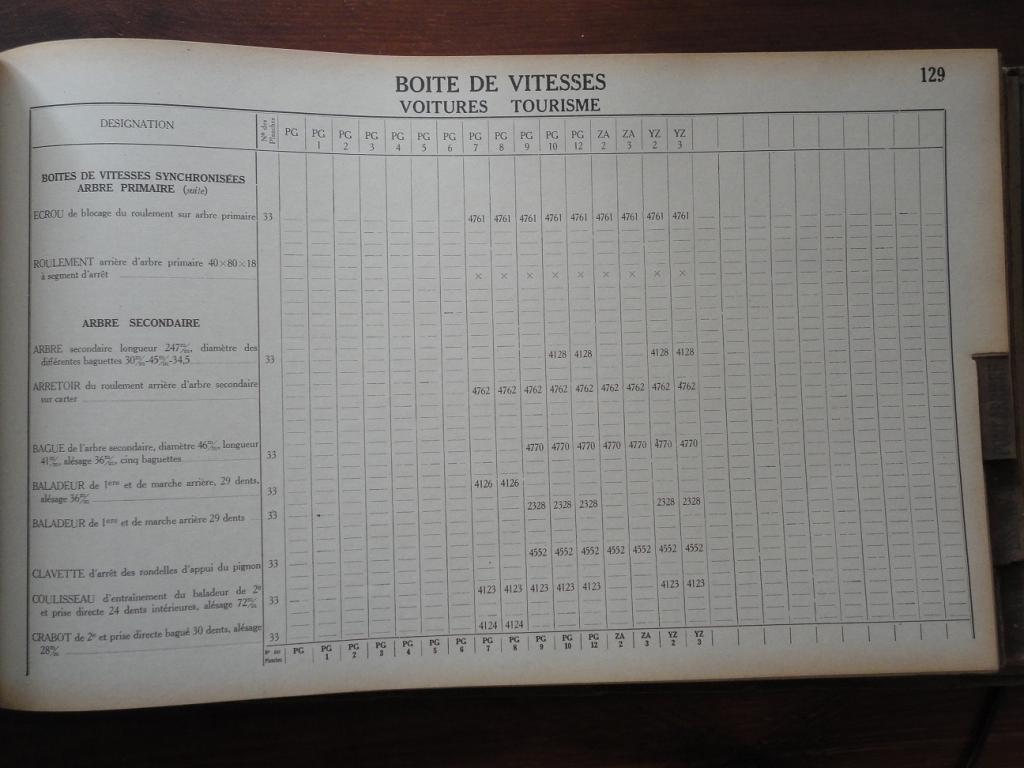 BOITE DE VITESSES
129
VOITURES TOURISME
DESIGNATION N° des Planches PG PG 1 PG 2 PG 3 PG 4 PG 5 PG 6 PG 7 PG 8 PG 9 PG 10 PG 12 ZA 2 ZA 3 YZ 2 YZ 3
BOITES DE VITESSES SYNCHRONISÉES
ARBRE PRIMAIRE (suite)
ECROU de blocage du roulement sur arbre primaire 33 4761 4761 4761 4761 4761 4761 4761 4761 4761
ROULEMENT arrière d'arbre primaire 40×80×18
à segment d'arrêt × × × × × × × × ×
ARBRE SECONDAIRE
ARBRE secondaire longueur 247m/m, diamètre des
différentes baguettes 30m/m-45m/m-34,5 33 4128 4128 4128 4128
ARRETOIR du roulement arrière d'arbre secondaire
sur carter 4762 4762 4762 4762 4762 4762 4762 4762 4762
BAGUE de l'arbre secondaire, diamètre 46m/m, longueur
41m/m, alésage 36m/m, cinq baguettes 33 4770 4770 4770 4770 4770 4770 4770
BALADEUR de 1ere et de marche arrière, 29 dents,
alésage 36m/m 33 4126 4126
BALADEUR de 1ere et de marche arrière 29 dents 33 2328 2328 2328 2328 2328
CLAVETTE d'arrêt des rondelles d'appui du pignon 33 4552 4552 4552 4552 4552 4552 4552
COULISSEAU d'entraînement du baladeur de 2e
et prise directe 24 dents intérieures, alésage 72m/m 33 4123 4123 4123 4123 4123 4123 4123
CRABOT de 2e et prise directe bagué 30 dents, alésage
28m/m 33 4124 4124
N° des Planches PG PG 1 PG 2 PG 3 PG 4 PG 5 PG 6 PG 7 PG 8 PG 9 PG 10 PG 12 ZA 2 ZA 3 YZ 2 YZ 3